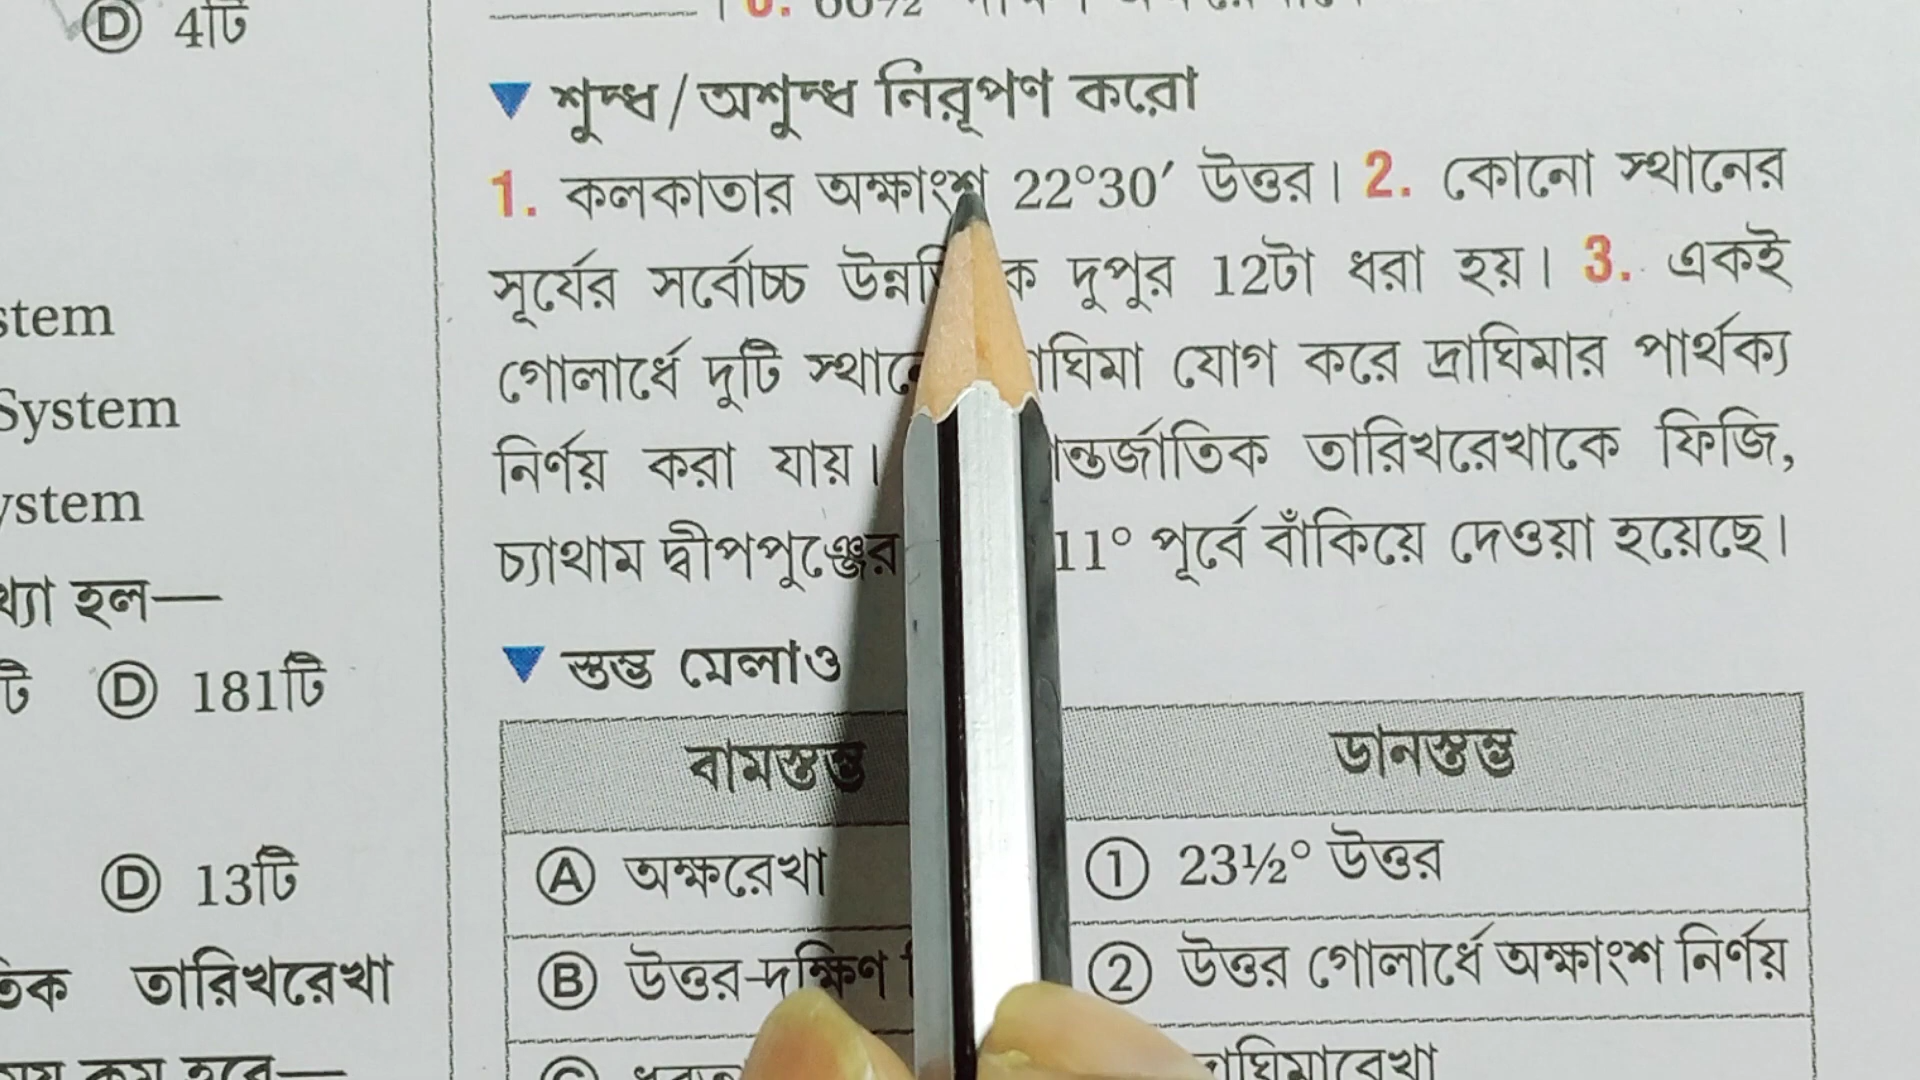 D 4টি
stem
System
ystem
খ্যা হল—
টি D 181টি
D 13টি
তারিখরেখা
▼ শুদ্ধ/অশুদ্ধ নিরূপণ করো
1. কলকাতার অক্ষাংশ 22°30′ উত্তর। 2. কোনো স্থানের
সূর্যের সর্বোচ্চ দুপুর 12টা ধরা হয়। 3. একই
গোলার্ধে দুটি যোগ করে দ্রাঘিমার পার্থক্য
নির্ণয় করা যায়। তারিখরেখাকে ফিজি,
চ্যাথাম দ্বীপপুঞ্জের 11° পূর্বে বাঁকিয়ে দেওয়া হয়েছে।
▼ স্তম্ভ মেলাও
বামস্তম্ভ ডানস্তম্ভ
A অক্ষরেখা 1 23½° উত্তর
B উত্তর-দক্ষিণ 2 উত্তর গোলার্ধে অক্ষাংশ নির্ণয়